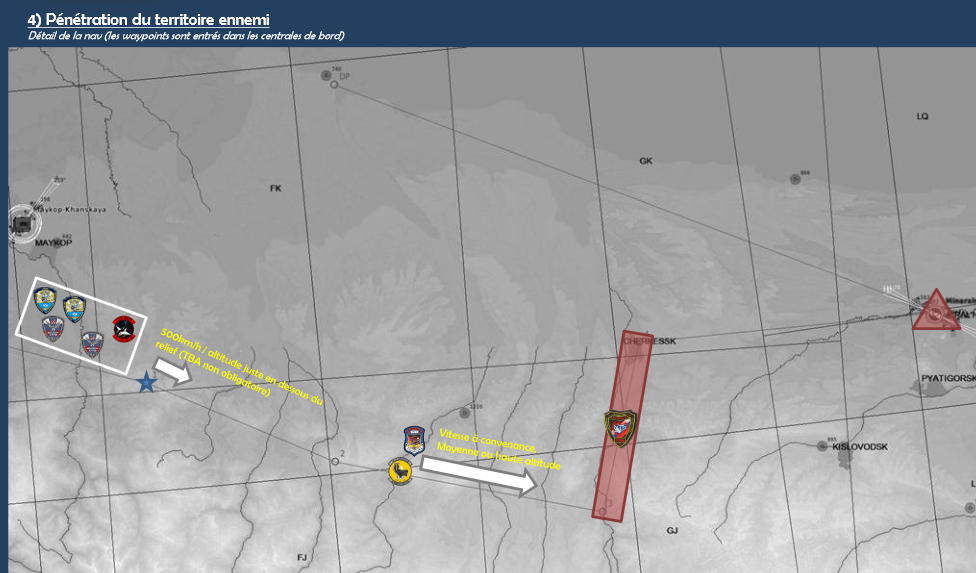 4) Pénétration du territoire ennemi
Détail de la nav (les waypoints sont entrés dans les centrales de bord)
DP
LQ
GK
FK
Maykop-Khanskaya
MAYKOP
500km/h / altitude juste en dessous du
relief (TBA non obligatoire)
CHERKESSK
Mineral
PYATIGORSK
Vitesse à convenance
Moyenne ou haute altitude
KISLOVODSK
2
3
GJ
FJ
L